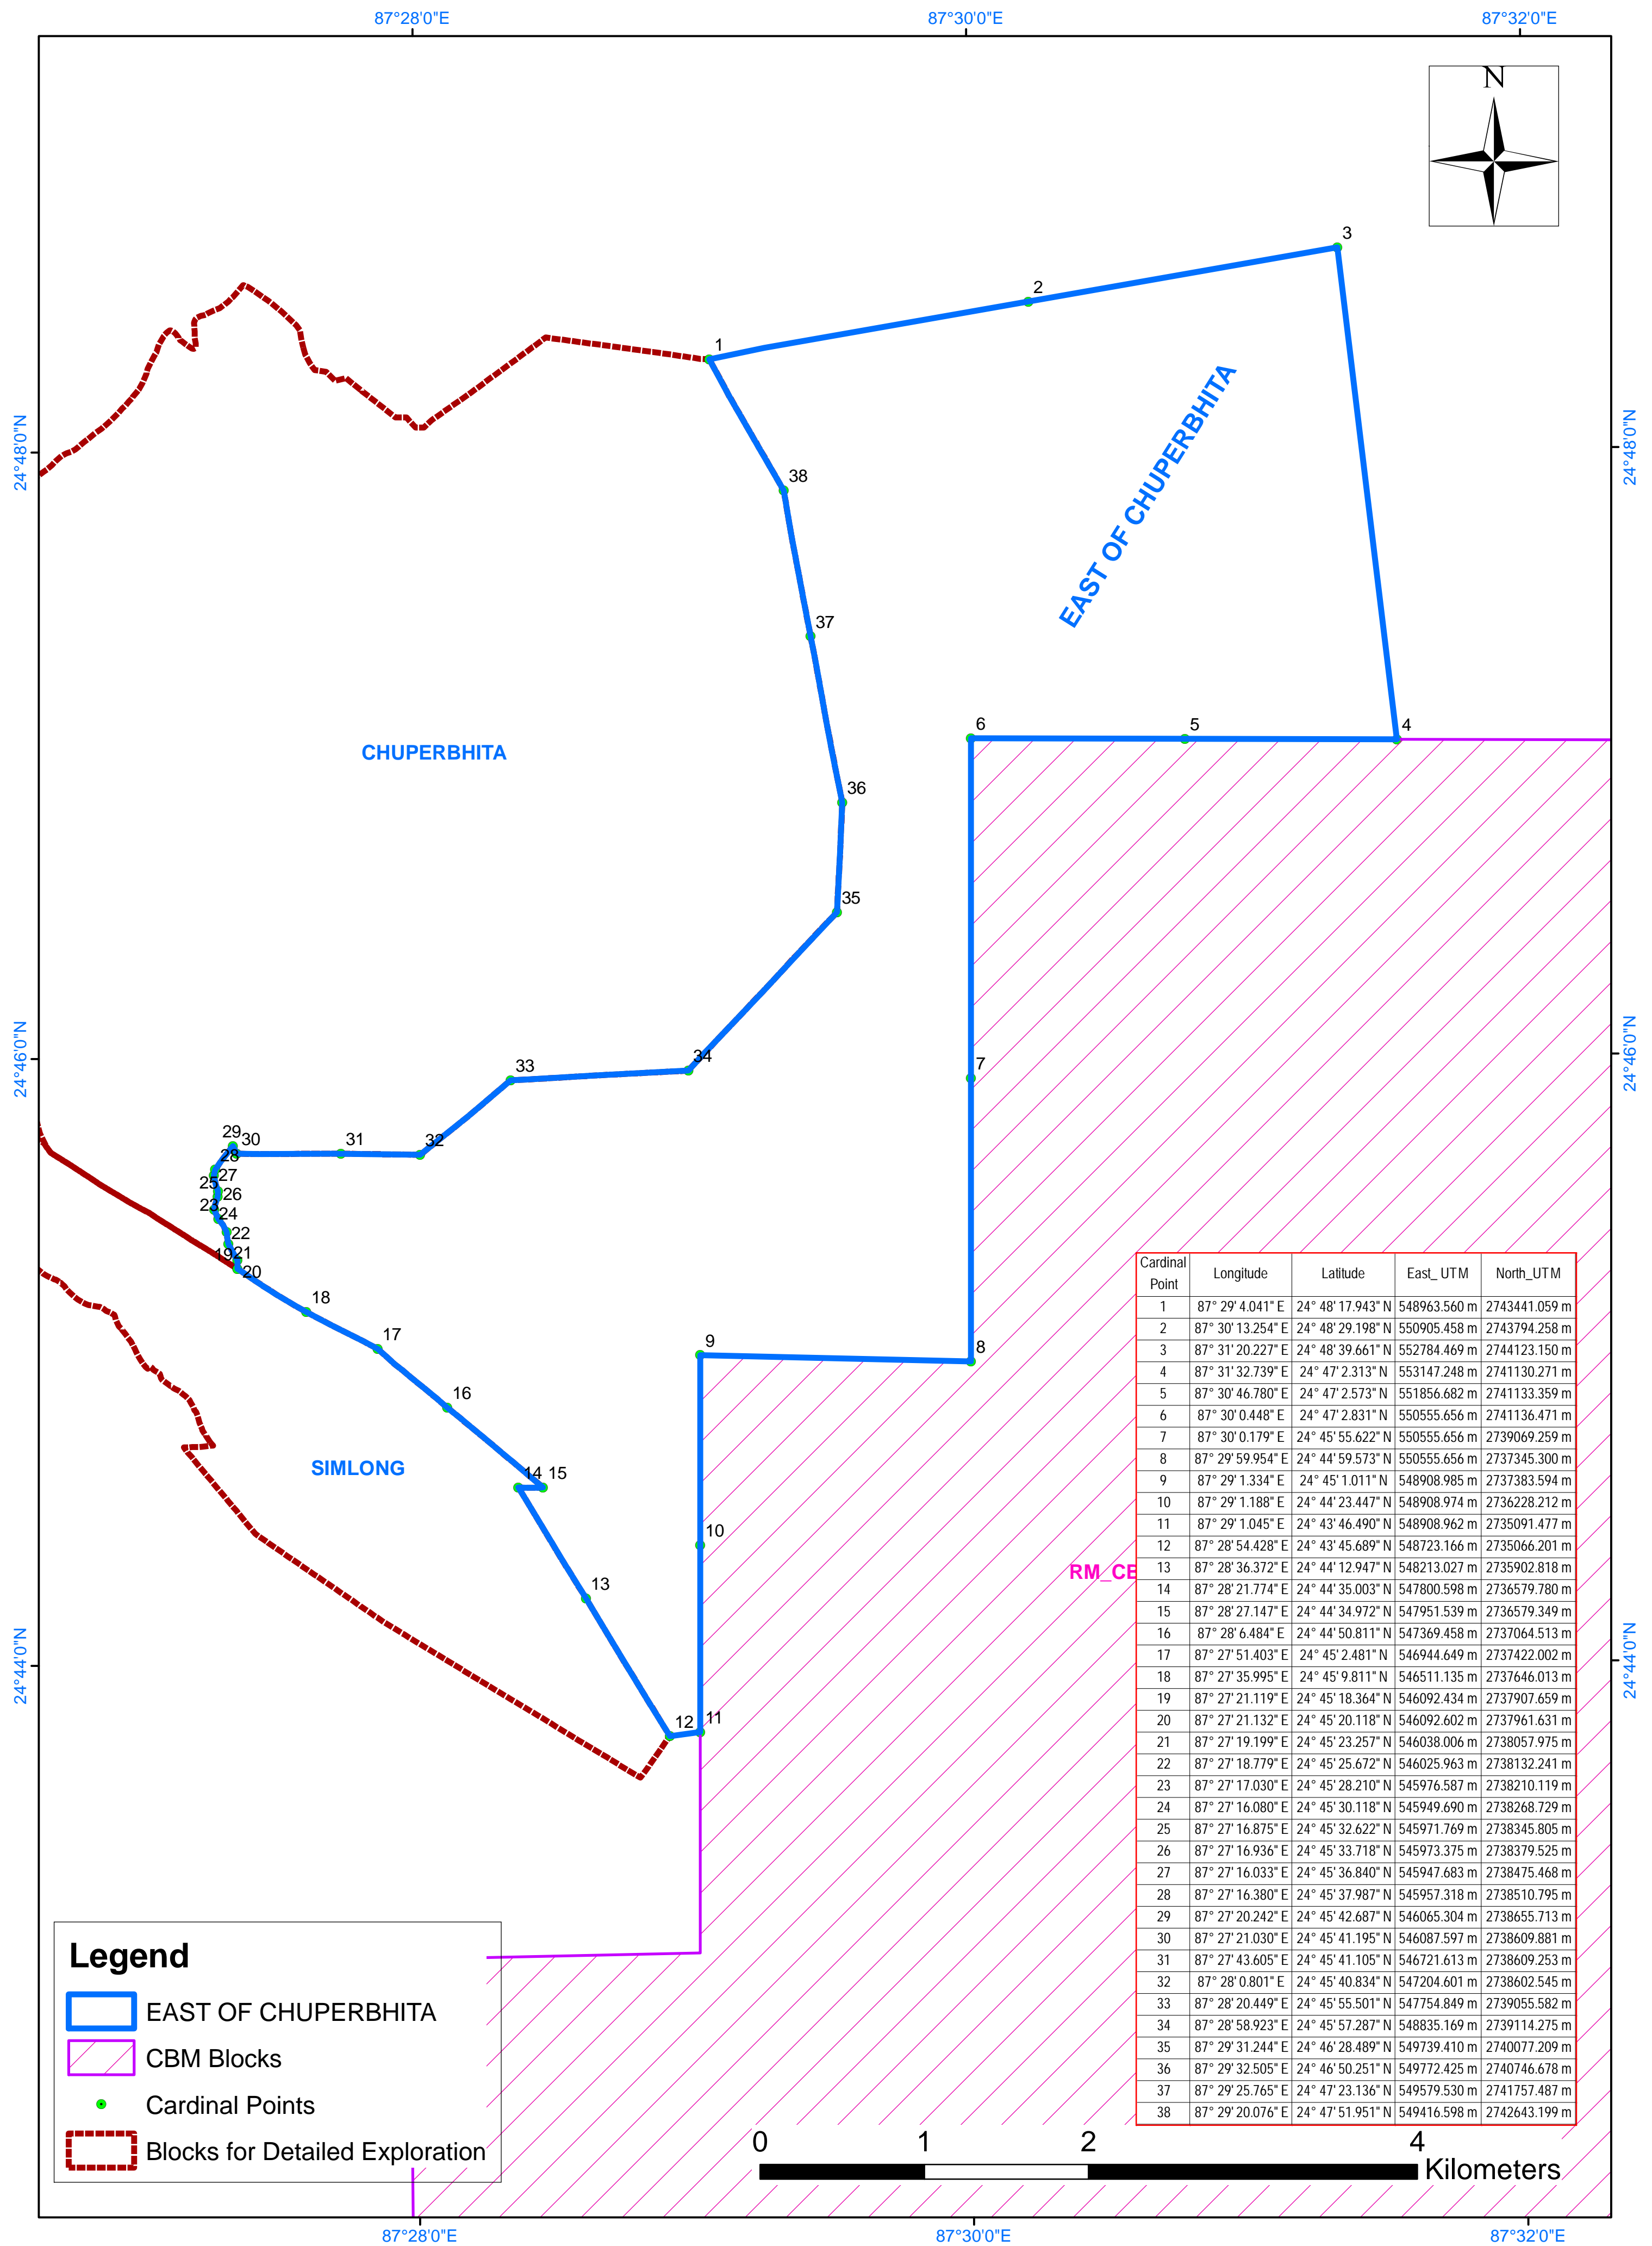 87°28'0"E 87°30'0"E 87°32'0"E
N
3
2
1
24°48'0"N 24°48'0"N
38
EAST OF CHUPERBHITA
37
6 5 4
CHUPERBHITA
36
35
24°46'0"N 24°46'0"N
34
33
7
29 30 31 32
28
27
25
26
23
24
22
19 21
20
18
17
9 8
16
SIMLONG
14 15
10
RM_CB
13
12 11
24°44'0"N 24°44'0"N
Cardinal Point Longitude Latitude East_ UTM North_UTM
1 87° 29' 4.041" E 24° 48' 17.943" N 548963.560 m 2743441.059 m
2 87° 30' 13.254" E 24° 48' 29.198" N 550905.458 m 2743794.258 m
3 87° 31' 20.227" E 24° 48' 39.661" N 552784.469 m 2744123.150 m
4 87° 31' 32.739" E 24° 47' 2.313" N 553147.248 m 2741130.271 m
5 87° 30' 46.780" E 24° 47' 2.573" N 551856.682 m 2741133.359 m
6 87° 30' 0.448" E 24° 47' 2.831" N 550555.656 m 2741136.471 m
7 87° 30' 0.179" E 24° 45' 55.622" N 550555.656 m 2739069.259 m
8 87° 29' 59.954" E 24° 44' 59.573" N 550555.656 m 2737345.300 m
9 87° 29' 1.334" E 24° 45' 1.011" N 548908.985 m 2737383.594 m
10 87° 29' 1.188" E 24° 44' 23.447" N 548908.974 m 2736228.212 m
11 87° 29' 1.045" E 24° 43' 46.490" N 548908.962 m 2735091.477 m
12 87° 28' 54.428" E 24° 43' 45.689" N 548723.166 m 2735066.201 m
13 87° 28' 36.372" E 24° 44' 12.947" N 548213.027 m 2735902.818 m
14 87° 28' 21.774" E 24° 44' 35.003" N 547800.598 m 2736579.780 m
15 87° 28' 27.147" E 24° 44' 34.972" N 547951.539 m 2736579.349 m
16 87° 28' 6.484" E 24° 44' 50.811" N 547369.458 m 2737064.513 m
17 87° 27' 51.403" E 24° 45' 2.481" N 546944.649 m 2737422.002 m
18 87° 27' 35.995" E 24° 45' 9.811" N 546511.135 m 2737646.013 m
19 87° 27' 21.119" E 24° 45' 18.364" N 546092.434 m 2737907.659 m
20 87° 27' 21.132" E 24° 45' 20.118" N 546092.602 m 2737961.631 m
21 87° 27' 19.199" E 24° 45' 23.257" N 546038.006 m 2738057.975 m
22 87° 27' 18.779" E 24° 45' 25.672" N 546025.963 m 2738132.241 m
23 87° 27' 17.030" E 24° 45' 28.210" N 545976.587 m 2738210.119 m
24 87° 27' 16.080" E 24° 45' 30.118" N 545949.690 m 2738268.729 m
25 87° 27' 16.875" E 24° 45' 32.622" N 545971.769 m 2738345.805 m
26 87° 27' 16.936" E 24° 45' 33.718" N 545973.375 m 2738379.525 m
27 87° 27' 16.033" E 24° 45' 36.840" N 545947.683 m 2738475.468 m
28 87° 27' 16.380" E 24° 45' 37.987" N 545957.318 m 2738510.795 m
29 87° 27' 20.242" E 24° 45' 42.687" N 546065.304 m 2738655.713 m
30 87° 27' 21.030" E 24° 45' 41.195" N 546087.597 m 2738609.881 m
31 87° 27' 43.605" E 24° 45' 41.105" N 546721.613 m 2738609.253 m
32 87° 28' 0.801" E 24° 45' 40.834" N 547204.601 m 2738602.545 m
33 87° 28' 20.449" E 24° 45' 55.501" N 547754.849 m 2739055.582 m
34 87° 28' 58.923" E 24° 45' 57.287" N 548835.169 m 2739114.275 m
35 87° 29' 31.244" E 24° 46' 28.489" N 549739.410 m 2740077.209 m
36 87° 29' 32.505" E 24° 46' 50.251" N 549772.425 m 2740746.678 m
37 87° 29' 25.765" E 24° 47' 23.136" N 549579.530 m 2741757.487 m
38 87° 29' 20.076" E 24° 47' 51.951" N 549416.598 m 2742643.199 m
Legend
EAST OF CHUPERBHITA
CBM Blocks
Cardinal Points
Blocks for Detailed Exploration
0 1 2 4
Kilometers
87°28'0"E 87°30'0"E 87°32'0"E